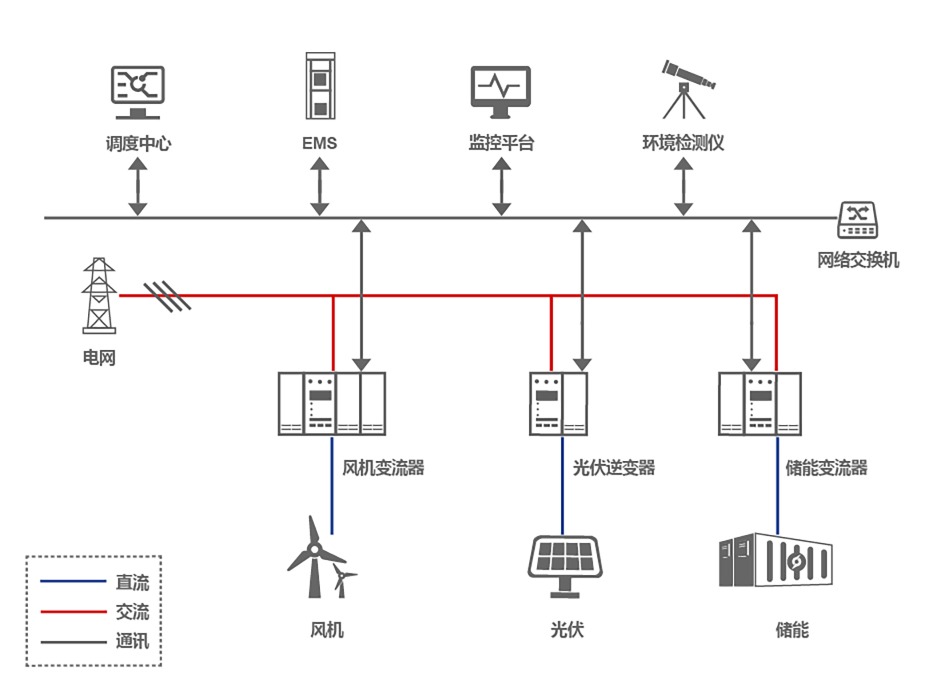 调度中心
EMS
监控平台
环境检测仪
网络交换机
电网
风机变流器
光伏逆变器
储能变流器
直流
交流
通讯
风机
光伏
储能